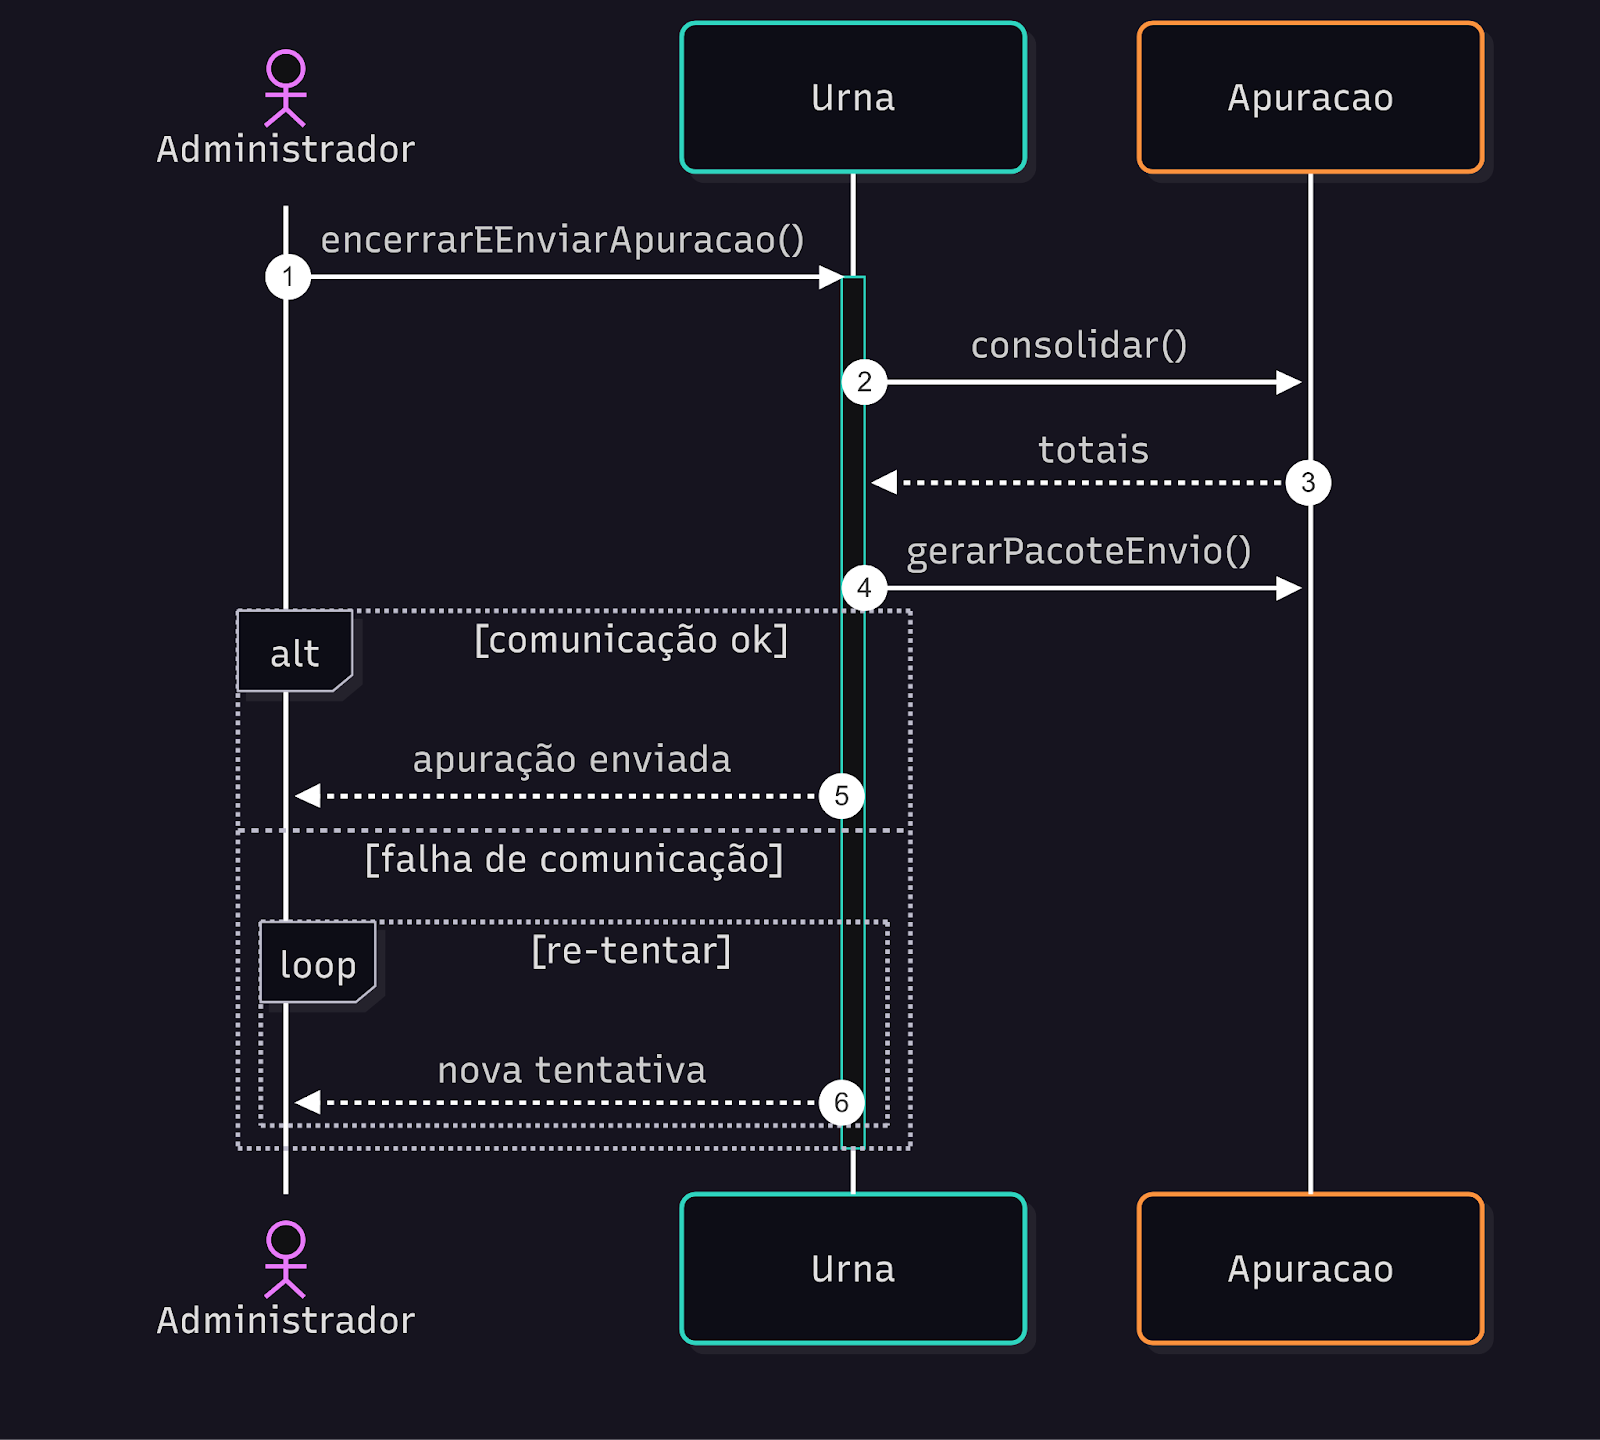 Administrador
Urna
Apuracao
encerrarEEnviarApuracao()
1
consolidar()
2
totais
3
gerarPacoteEnvio()
4
alt
[comunicação ok]
apuração enviada
5
[falha de comunicação]
loop
[re-tentar]
nova tentativa
6
Administrador
Urna
Apuracao